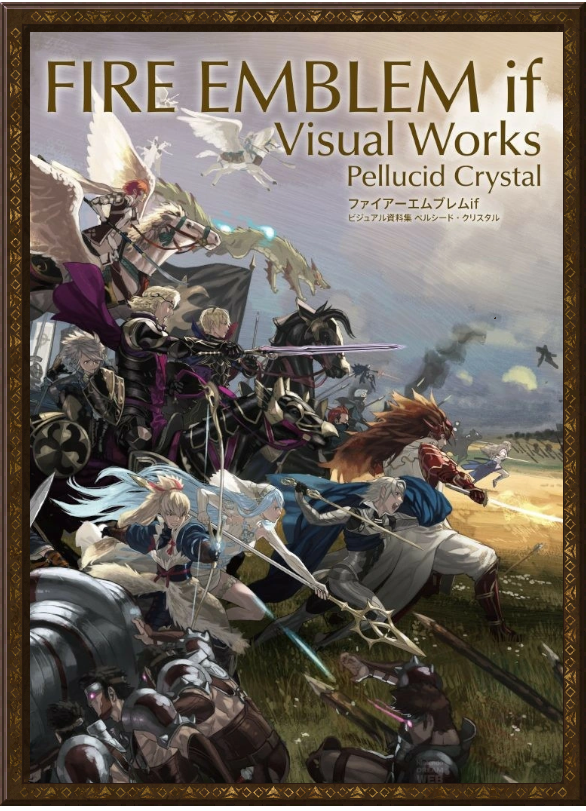 FIRE EMBLEM if
Visual Works
Pellucid Crystal
ファイアーエムブレムif
ビジュアル資料集 ペルシード・クリスタル